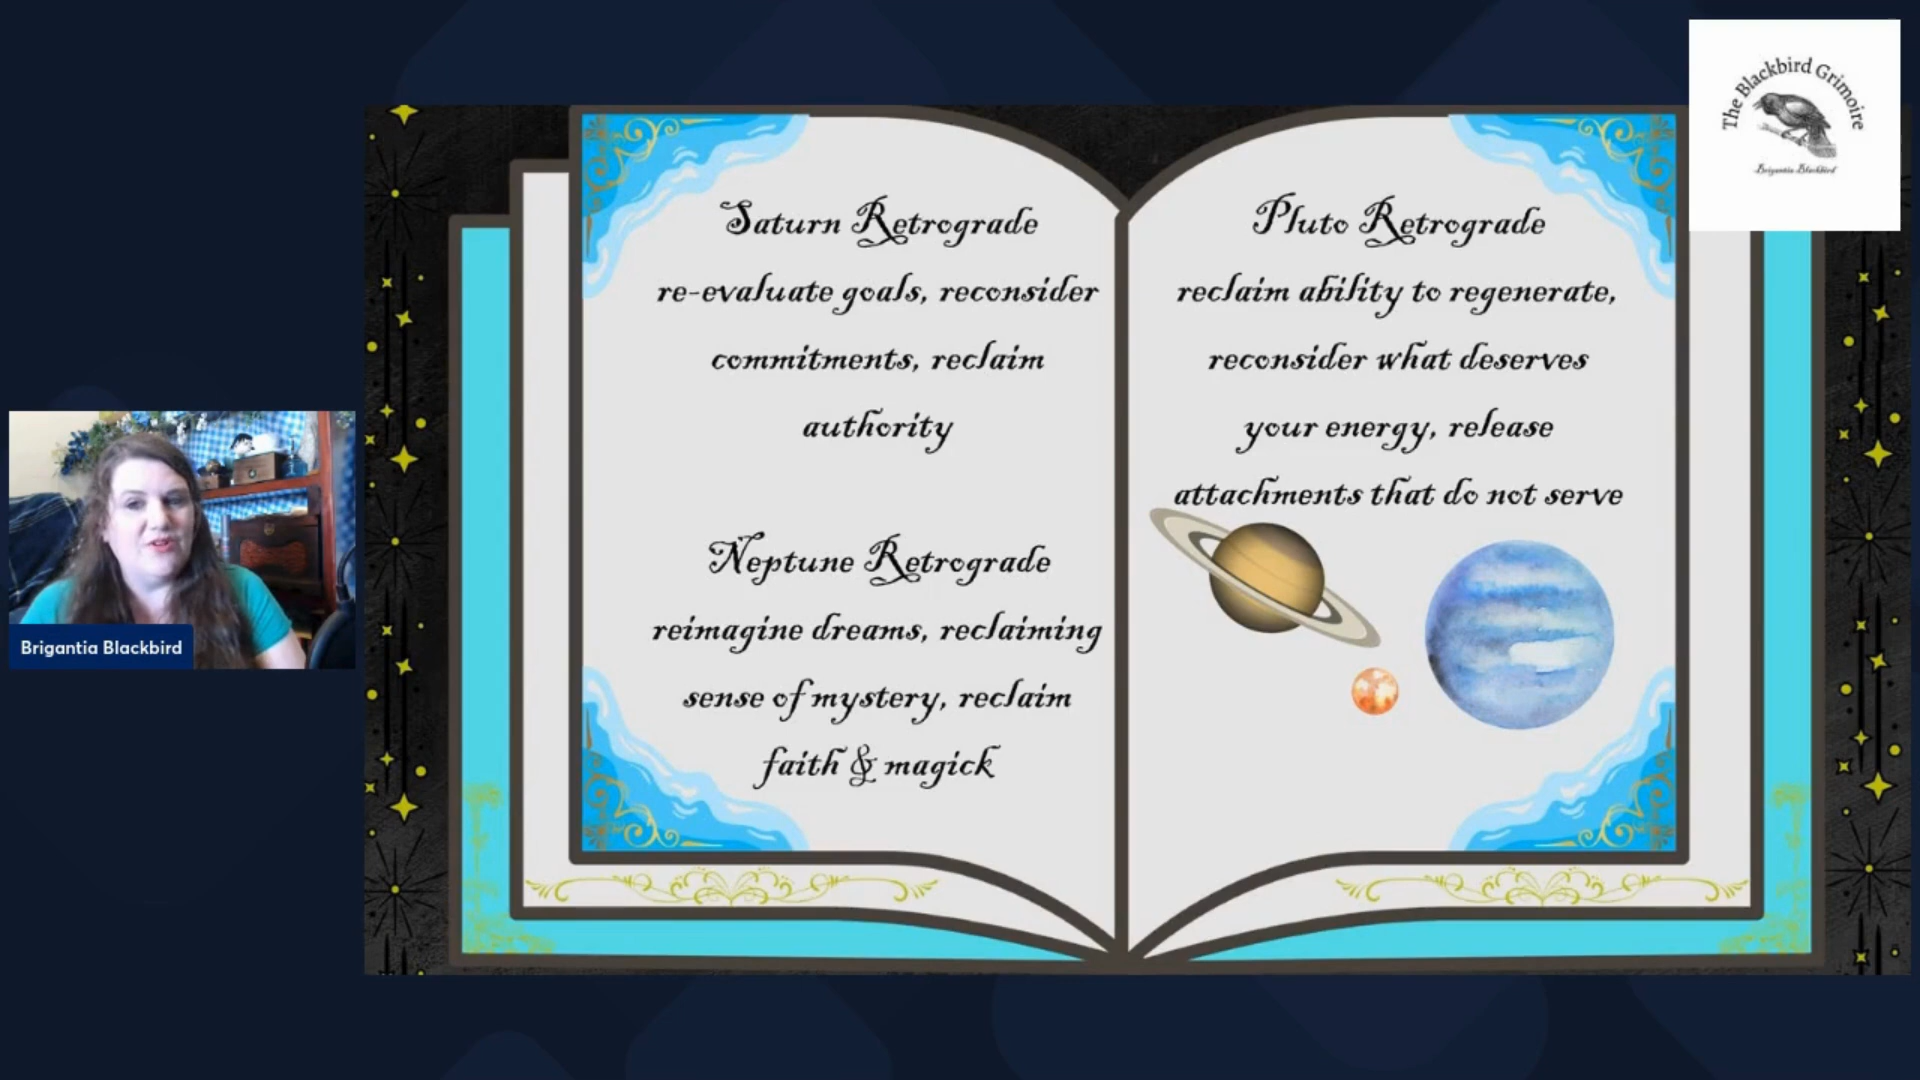 The Blackbird Grimoire
Brigantia Blackbird
Saturn Retrograde
re-evaluate goals, reconsider
commitments, reclaim
authority
Neptune Retrograde
reimagine dreams, reclaiming
sense of mystery, reclaim
faith & magick
Pluto Retrograde
reclaim ability to regenerate,
reconsider what deserves
your energy, release
attachments that do not serve
Brigantia Blackbird